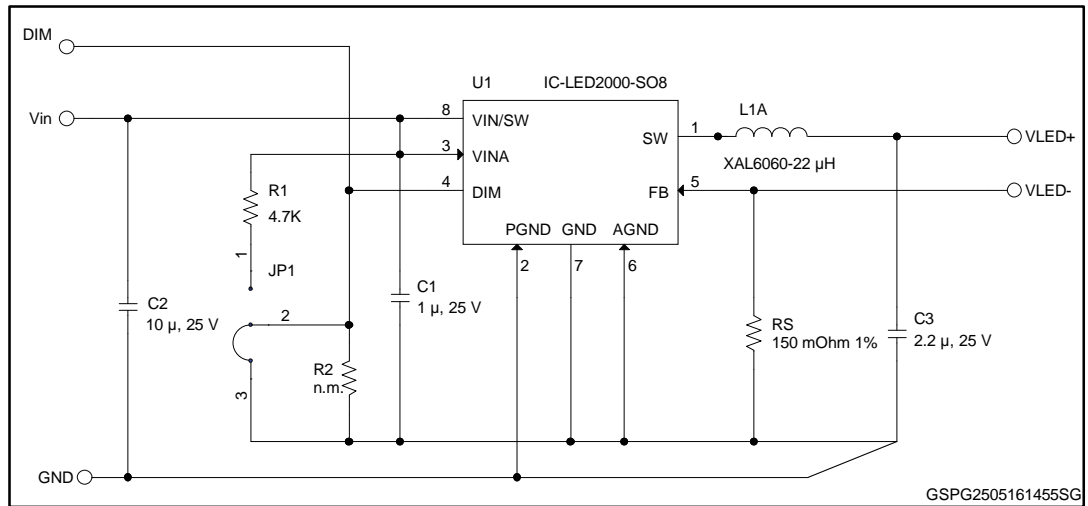 DIM
U1 IC-LED2000-SO8
L1A
Vin
8 VIN/SW
SW 1
VLED+
3 VINA
XAL6060-22 µH
4 DIM
FB 5
VLED-
R1
4.7K
PGND GND AGND
2 7 6
1
JP1
C2
10 µ, 25 V
2
C1
1 µ, 25 V
RS
150 mOhm 1%
C3
2.2 µ, 25 V
R2
n.m.
3
GND
GSPG2505161455SG